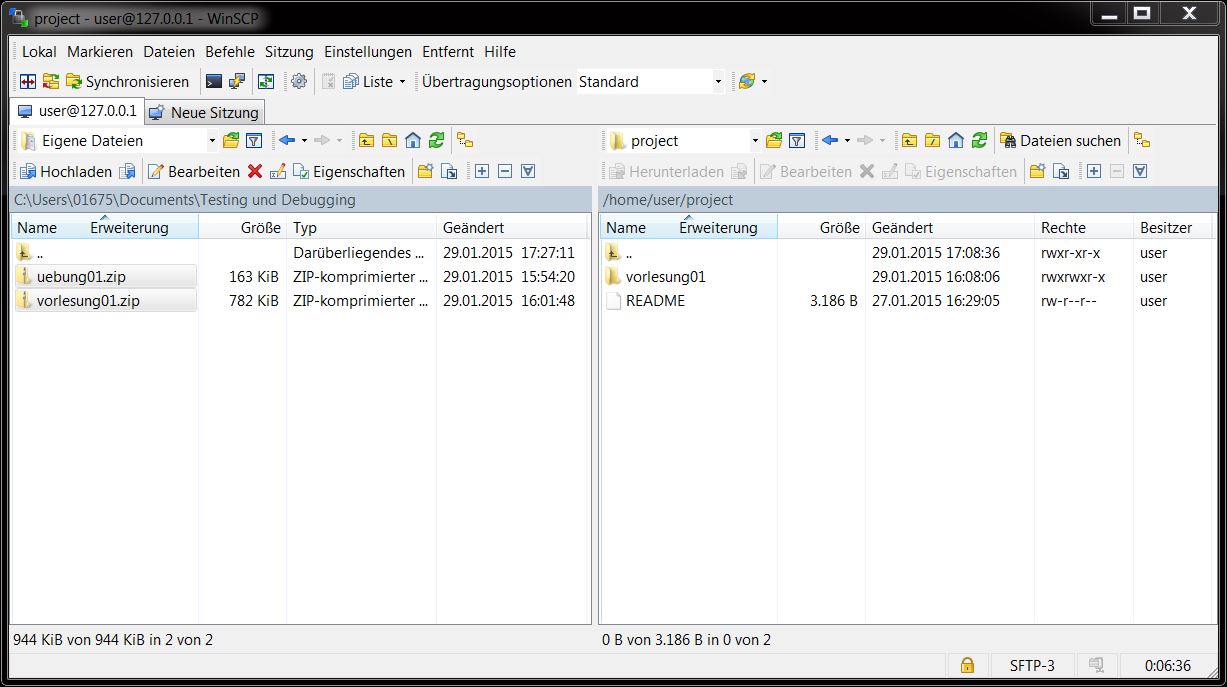 project - user@127.0.0.1 - WinSCP
Lokal Markieren Dateien Befehle Sitzung Einstellungen Entfernt Hilfe
Synchronisieren Liste Übertragungsoptionen Standard
user@127.0.0.1 Neue Sitzung
Eigene Dateien project Dateien suchen
Hochladen Bearbeiten Eigenschaften Herunterladen Bearbeiten Eigenschaften
C:\Users\01675\Documents\Testing und Debugging /home/user/project
Name Erweiterung Größe Typ Geändert Name Erweiterung Größe Geändert Rechte Besitzer
.. Darüberliegendes ... 29.01.2015 17:27:11 .. 29.01.2015 17:08:36 rwxr-xr-x user
uebung01.zip 163 KiB ZIP-komprimierter ... 29.01.2015 15:54:20 vorlesung01 29.01.2015 16:08:06 rwxrwxr-x user
vorlesung01.zip 782 KiB ZIP-komprimierter ... 29.01.2015 16:01:48 README 3.186 B 27.01.2015 16:29:05 rw-r--r-- user
944 KiB von 944 KiB in 2 von 2 0 B von 3.186 B in 0 von 2
SFTP-3 0:06:36